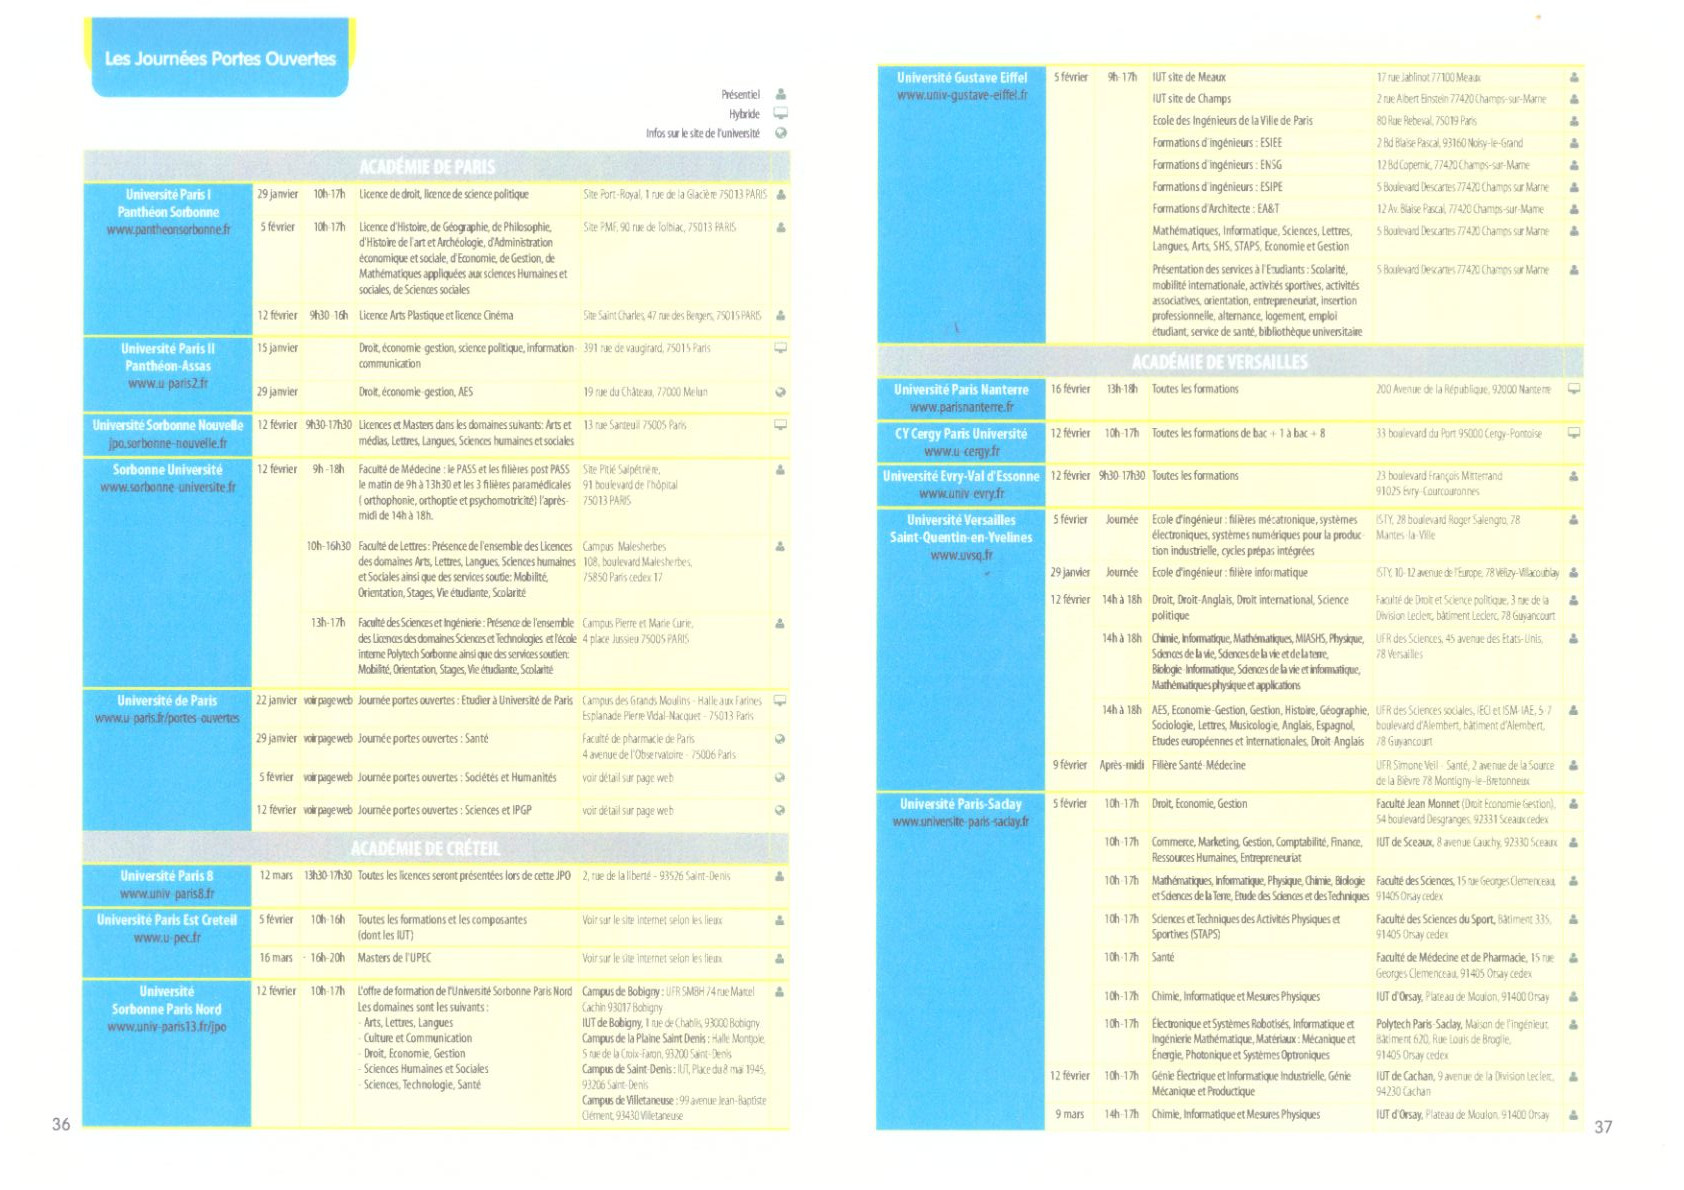 Les Journées Portes Ouvertes
Présentiel
Hybride
Infos sur le site de l'université
ACADÉMIE DE PARIS
Université Paris I
Panthéon Sorbonne
www.pantheonsorbonne.fr
29 janvier 10h-17h Licence de droit, licence de science politique Site Port-Royal, 1 rue de la Glacière 75013 PARIS
5 février 10h-17h Licence d'Histoire, de Géographie, de Philosophie, Site PMF, 90 rue de Tolbiac, 75013 PARIS
d'Histoire de l'art et Archéologie, d'Administration
économique et sociale, d'Economie, de Gestion, de
Mathématiques appliquées aux sciences Humaines et
sociales, de Sciences sociales
12 février 9h30-16h Licence Arts Plastique et licence Cinéma Site Saint Charles, 47 rue des Bergers, 75015 PARIS
Université Paris II
Panthéon-Assas
www.u-paris2.fr
15 janvier Droit, économie-gestion, science politique, information- 391 rue de vaugirard, 75015 Paris
communication
29 janvier Droit, économie-gestion, AES 19 rue du Château, 77000 Melun
Université Sorbonne Nouvelle
jpo.sorbonne-nouvelle.fr
12 février 9h30-17h30 Licences et Masters dans les domaines suivants: Arts et 13 rue Santeuil 75005 Paris
médias, Lettres, Langues, Sciences humaines et sociales
Sorbonne Université
www.sorbonne-universite.fr
12 février 9h-18h Faculté de Médecine : le PASS et les filières post PASS Site Pitié Salpêtrière,
le matin de 9h à 13h30 et les 3 filières paramédicales 91 boulevard de l'hôpital
( orthophonie, orthoptie et psychomotricité) l'après- 75013 PARIS
midi de 14h à 18h.
10h-16h30 Faculté de Lettres : Présence de l'ensemble des Licences Campus Malesherbes
des domaines Arts, Lettres, Langues, Sciences humaines 108, boulevard Malesherbes,
et Sociales ainsi que des services soutie: Mobilité, 75850 Paris cedex 17
Orientation, Stages, Vie étudiante, Scolarité
13h-17h Faculté des Sciences et Ingénierie : Présence de l'ensemble Campus Pierre et Marie Curie,
des Licences des domaines Sciences et Technologies et l'école 4 place Jussieu 75005 PARIS
interne Polytech Sorbonne ainsi que des services soutien:
Mobilité, Orientation, Stages, Vie étudiante, Scolarité
Université de Paris
www.u-paris.fr/portes-ouvertes
22 janvier voir page web Journée portes ouvertes : Etudier à Université de Paris Campus des Grands Moulins - Halle aux Farines
Esplanade Pierre Vidal-Nacquet - 75013 Paris
29 janvier voir page web Journée portes ouvertes : Santé Faculté de pharmacie de Paris
4 avenue de l'Observatoire - 75006 Paris
5 février voir page web Journée portes ouvertes : Sociétés et Humanités voir détail sur page web
12 février voir page web Journée portes ouvertes : Sciences et IPGP voir détail sur page web
ACADÉMIE DE CRÉTEIL
Université Paris 8
www.univ-paris8.fr
12 mars 13h30-17h30 Toutes les licences seront présentées lors de cette JPO 2, rue de la liberté – 93526 Saint-Denis
Université Paris Est Creteil
www.u-pec.fr
5 février 10h-16h Toutes les formations et les composantes Voir sur le site internet selon les lieux
(dont les IUT)
16 mars - 16h-20h Masters de l'UPEC Voir sur le site internet selon les lieux
Université
Sorbonne Paris Nord
www.univ-paris13.fr/jpo
12 février 10h-17h L'offre de formation de l'Université Sorbonne Paris Nord Campus de Bobigny : UFR SMBH 74 rue Marcel
Les domaines sont les suivants : Cachin 93017 Bobigny
- Arts, Lettres, Langues IUT de Bobigny, 1 rue de Chablis, 93000 Bobigny
- Culture et Communication Campus de la Plaine Saint Denis : Halle Montjoie,
- Droit, Economie, Gestion 5 rue de la Croix-Faron, 93200 Saint-Denis
- Sciences Humaines et Sociales Campus de Saint-Denis : IUT, Place du 8 mai 1945,
- Sciences, Technologie, Santé 93206 Saint-Denis
Campus de Villetaneuse : 99 avenue Jean-Baptiste
Clément, 93430 Villetaneuse
36
Université Gustave Eiffel
www.univ-gustave-eiffel.fr
5 février 9h-17h IUT site de Meaux 17 rue Jablinot 77100 Meaux
IUT site de Champs 2 rue Albert Einstein 77420 Champs-sur-Marne
Ecole des Ingénieurs de la Ville de Paris 80 Rue Rebeval, 75019 Paris
Formations d'ingénieurs : ESIEE 2 Bd Blaise Pascal, 93160 Noisy-le-Grand
Formations d'ingénieurs : ENSG 12 Bd Copernic, 77420 Champs-sur-Marne
Formations d'ingénieurs : ESIPE 5 Boulevard Descartes 77420 Champs sur Marne
Formations d'Architecte : EA&T 12 Av. Blaise Pascal, 77420 Champs-sur-Marne
Mathématiques, Informatique, Sciences, Lettres, 5 Boulevard Descartes 77420 Champs sur Marne
Langues, Arts, SHS, STAPS, Economie et Gestion
Présentation des services à l'Etudiants : Scolarité, 5 Boulevard Descartes 77420 Champs sur Marne
mobilité internationale, activités sportives, activités
associatives, orientation, entrepreneuriat, insertion
professionnelle, alternance, logement, emploi
étudiant, service de santé, bibliothèque universitaire
ACADÉMIE DE VERSAILLES
Université Paris Nanterre
www.parisnanterre.fr
16 février 13h-18h Toutes les formations 200 Avenue de la République, 92000 Nanterre
CY Cergy Paris Université
www.u-cergy.fr
12 février 10h-17h Toutes les formations de bac + 1 à bac + 8 33 boulevard du Port 95000 Cergy-Pontoise
Université Evry-Val d'Essonne
www.univ-evry.fr
12 février 9h30-17h30 Toutes les formations 23 boulevard François Mitterrand
91025 Evry-Courcouronnes
Université Versailles
Saint-Quentin-en-Yvelines
www.uvsq.fr
5 février Journée Ecole d'ingénieur : filières mécatronique, systèmes ISTY, 28 boulevard Roger Salengro, 78
électroniques, systèmes numériques pour la produc- Mantes-la-Ville
tion industrielle, cycles prépas intégrées
29 janvier Journée Ecole d'ingénieur : filière informatique ISTY, 10-12 avenue de l'Europe, 78 Vélizy-Villacoublay
12 février 14h à 18h Droit, Droit-Anglais, Droit international, Science Faculté de Droit et Science politique, 3 rue de la
politique Division Leclerc, bâtiment Leclerc, 78 Guyancourt
14h à 18h Chimie, Informatique, Mathématiques, MIASHS, Physique, UFR des Sciences, 45 avenue des Etats-Unis,
Sciences de la vie, Sciences de la vie et de la terre, 78 Versailles
Biologie-Informatique, Sciences de la vie et informatique,
Mathématiques physique et applications
14h à 18h AES, Economie-Gestion, Gestion, Histoire, Géographie, UFR des Sciences sociales, IECI et ISM-IAE, 5-7
Sociologie, Lettres, Musicologie, Anglais, Espagnol, boulevard d'Alembert, bâtiment d'Alembert,
Etudes européennes et internationales, Droit-Anglais 78 Guyancourt
9 février Après-midi Filière Santé-Médecine UFR Simone Veil - Santé, 2 avenue de la Source
de la Bièvre 78 Montigny-le-Bretonneux
Université Paris-Saclay
www.universite-paris-saclay.fr
5 février 10h-17h Droit, Economie, Gestion Faculté Jean Monnet (Droit Economie Gestion),
54 boulevard Desgranges, 92331 Sceaux cedex
10h-17h Commerce, Marketing, Gestion, Comptabilité, Finance, IUT de Sceaux, 8 avenue Cauchy, 92330 Sceaux
Ressources Humaines, Entrepreneuriat
10h-17h Mathématiques, Informatique, Physique, Chimie, Biologie Faculté des Sciences, 15 rue Georges Clemenceau,
et Sciences de la Terre, Etude des Sciences et des Techniques 91405 Orsay cedex
10h-17h Sciences et Techniques des Activités Physiques et Faculté des Sciences du Sport, Bâtiment 335,
Sportives (STAPS) 91405 Orsay cedex
10h-17h Santé Faculté de Médecine et de Pharmacie, 15 rue
Georges Clemenceau, 91405 Orsay cedex
10h-17h Chimie, Informatique et Mesures Physiques IUT d'Orsay, Plateau de Moulon, 91400 Orsay
10h-17h Électronique et Systèmes Robotisés, Informatique et Polytech Paris-Saclay, Maison de l'Ingénieur,
Ingénierie Mathématique, Matériaux : Mécanique et Bâtiment 620, Rue Louis de Broglie,
Énergie, Photonique et Systèmes Optroniques 91405 Orsay cedex
12 février 10h-17h Génie Électrique et Informatique Industrielle, Génie IUT de Cachan, 9 avenue de la Division Leclerc,
Mécanique et Productique 94230 Cachan
9 mars 14h-17h Chimie, Informatique et Mesures Physiques IUT d'Orsay, Plateau de Moulon, 91400 Orsay
37